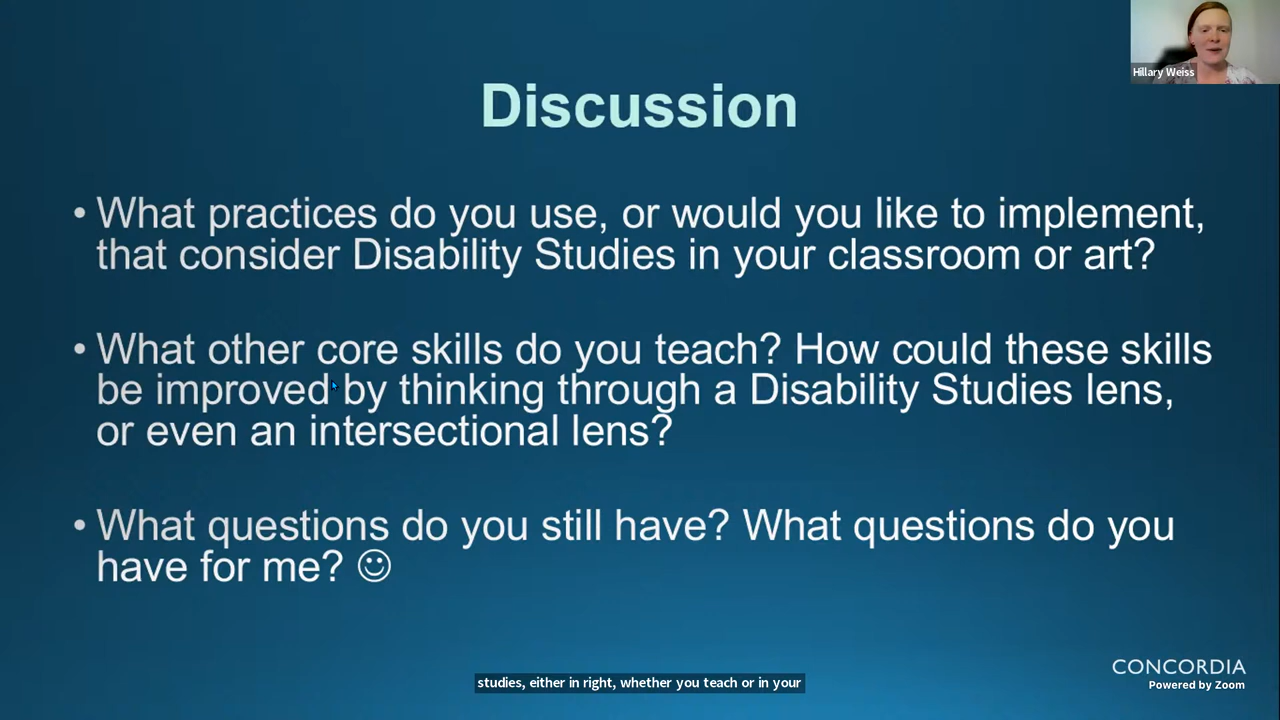 Hillary Weiss
Discussion
• What practices do you use, or would you like to implement,
that consider Disability Studies in your classroom or art?
• What other core skills do you teach? How could these skills
be improved by thinking through a Disability Studies lens,
or even an intersectional lens?
• What questions do you still have? What questions do you
have for me? ☺
CONCORDIA
Powered by Zoom
studies, either in right, whether you teach or in your